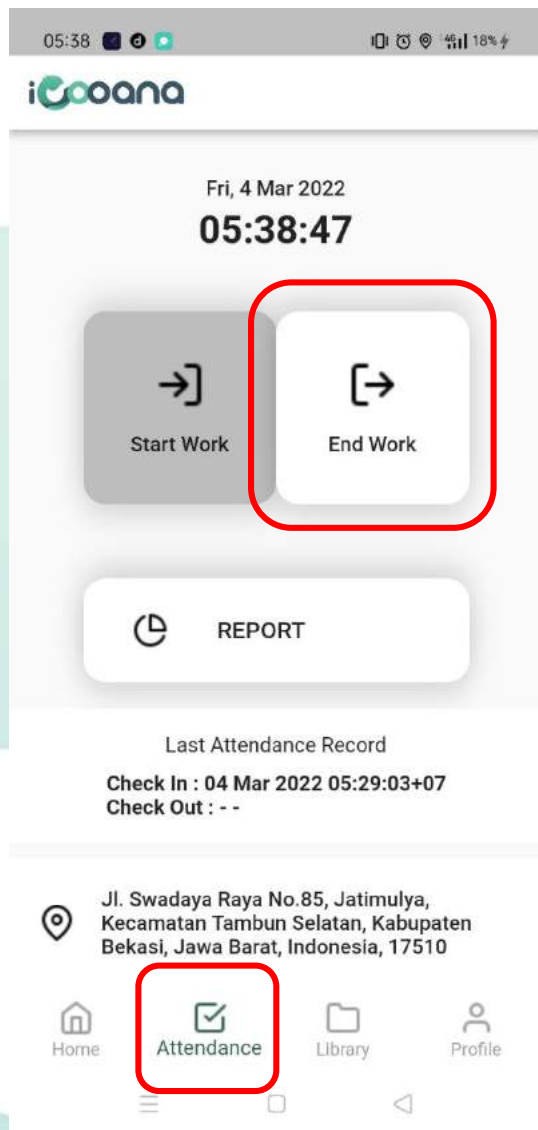 05:38
46 18%
icooana
Fri, 4 Mar 2022
05:38:47
Start Work
End Work
REPORT
Last Attendance Record
Check In : 04 Mar 2022 05:29:03+07
Check Out : - -
Jl. Swadaya Raya No.85, Jatimulya,
Kecamatan Tambun Selatan, Kabupaten
Bekasi, Jawa Barat, Indonesia, 17510
Home
Attendance
Library
Profile